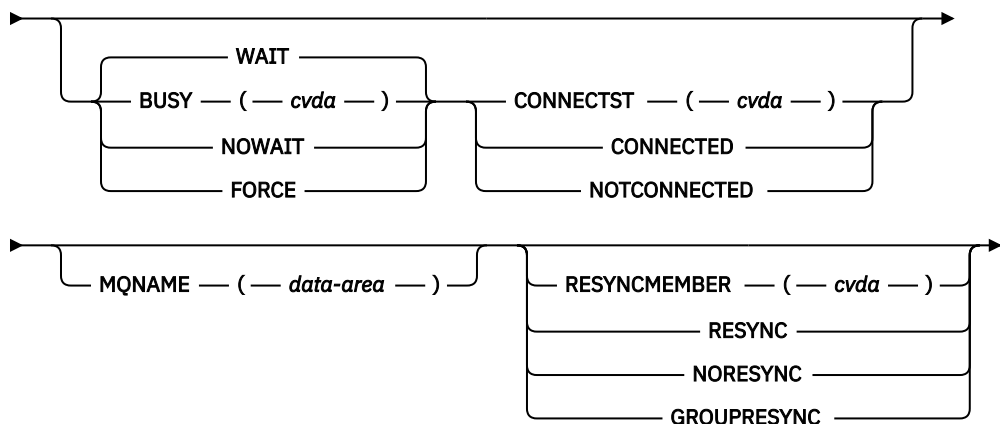 WAIT
BUSY ( cvda ) CONNECTST ( cvda )
NOWAIT CONNECTED
FORCE NOTCONNECTED
MQNAME ( data-area ) RESYNCMEMBER ( cvda )
RESYNC
NORESYNC
GROUPRESYNC